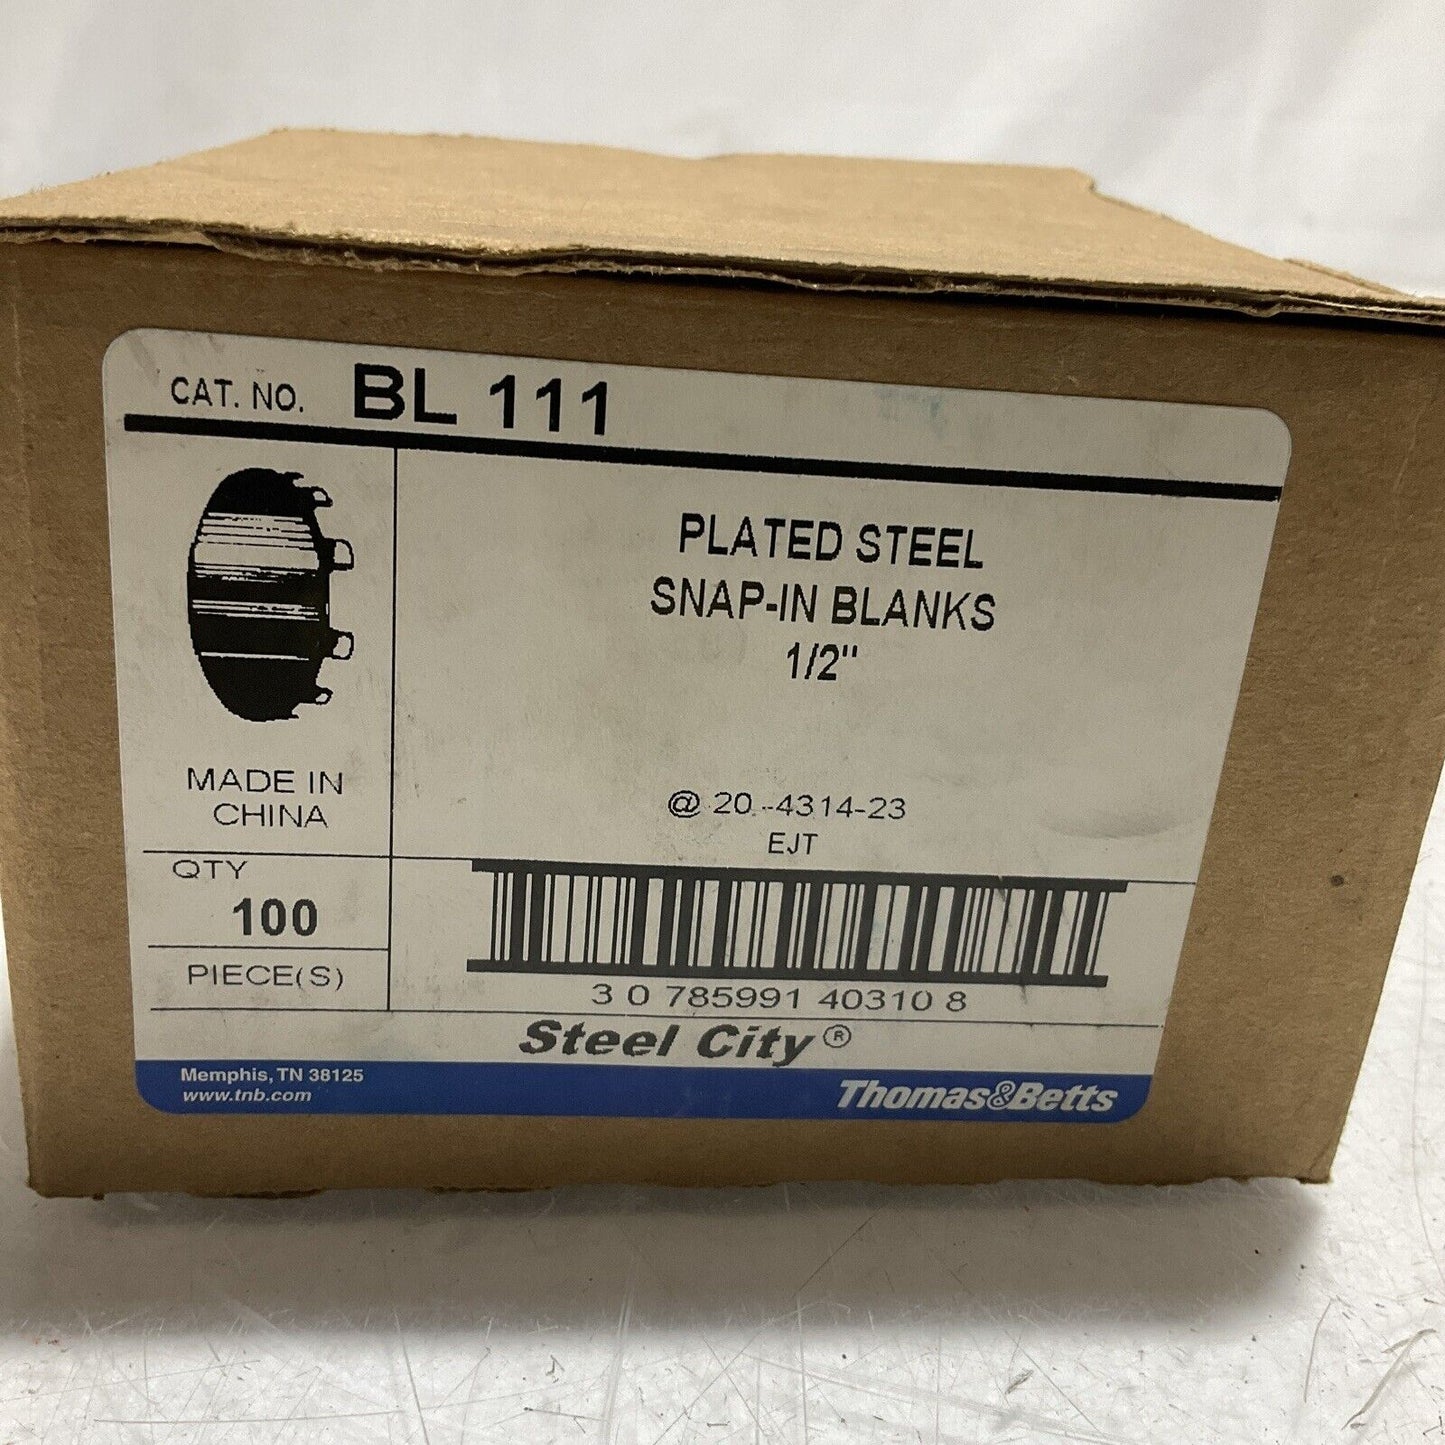 CAT. NO. BL 111
PLATED STEEL
SNAP-IN BLANKS
1/2"
MADE IN
CHINA
@ 20.-4314-23
EJT
QTY
100
PIECE(S)
3 0 785991 40310 8
Steel City®
Memphis, TN 38125
www.tnb.com
Thomas&Betts